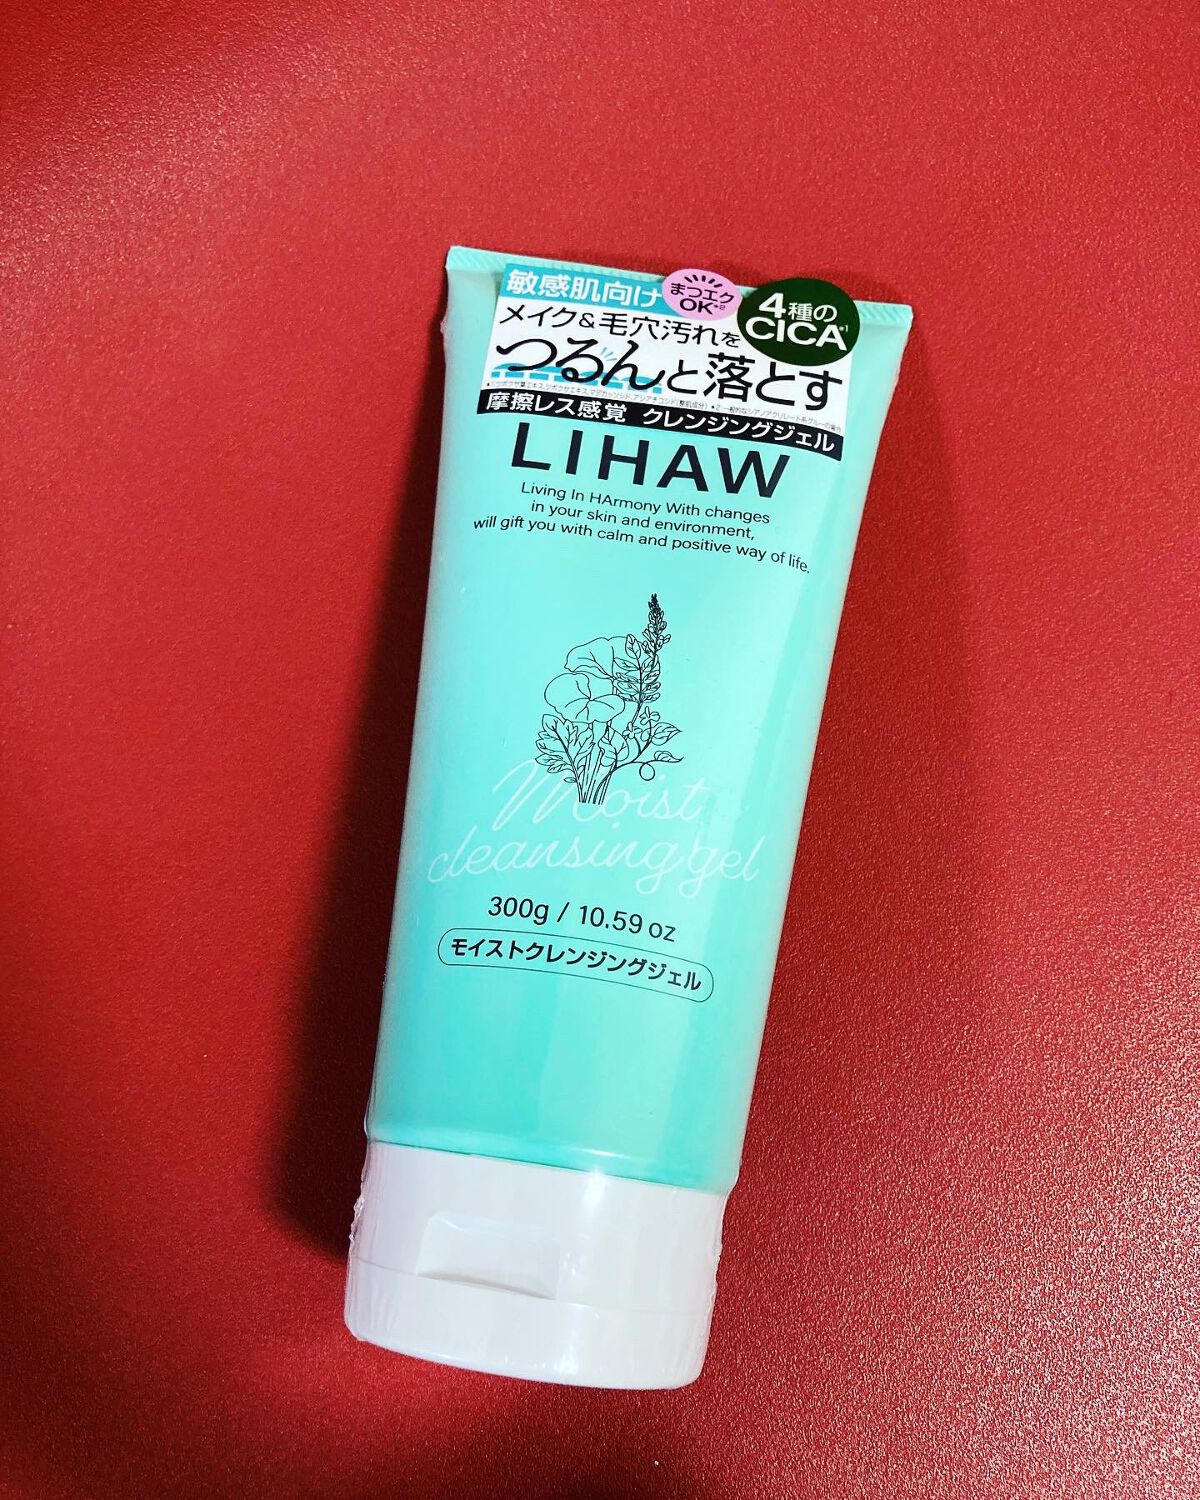 敏感肌向け
まつエク
OK*2
4種の
CICA*1
メイク&毛穴汚れを
つるんと落とす
摩擦レス感覚 クレンジングジェル
LIHAW
Living In HArmony With changes
in your skin and environment,
will gift you with calm and positive way of life.
Moist
cleansing gel
300g / 10.59 oz
モイストクレンジングジェル